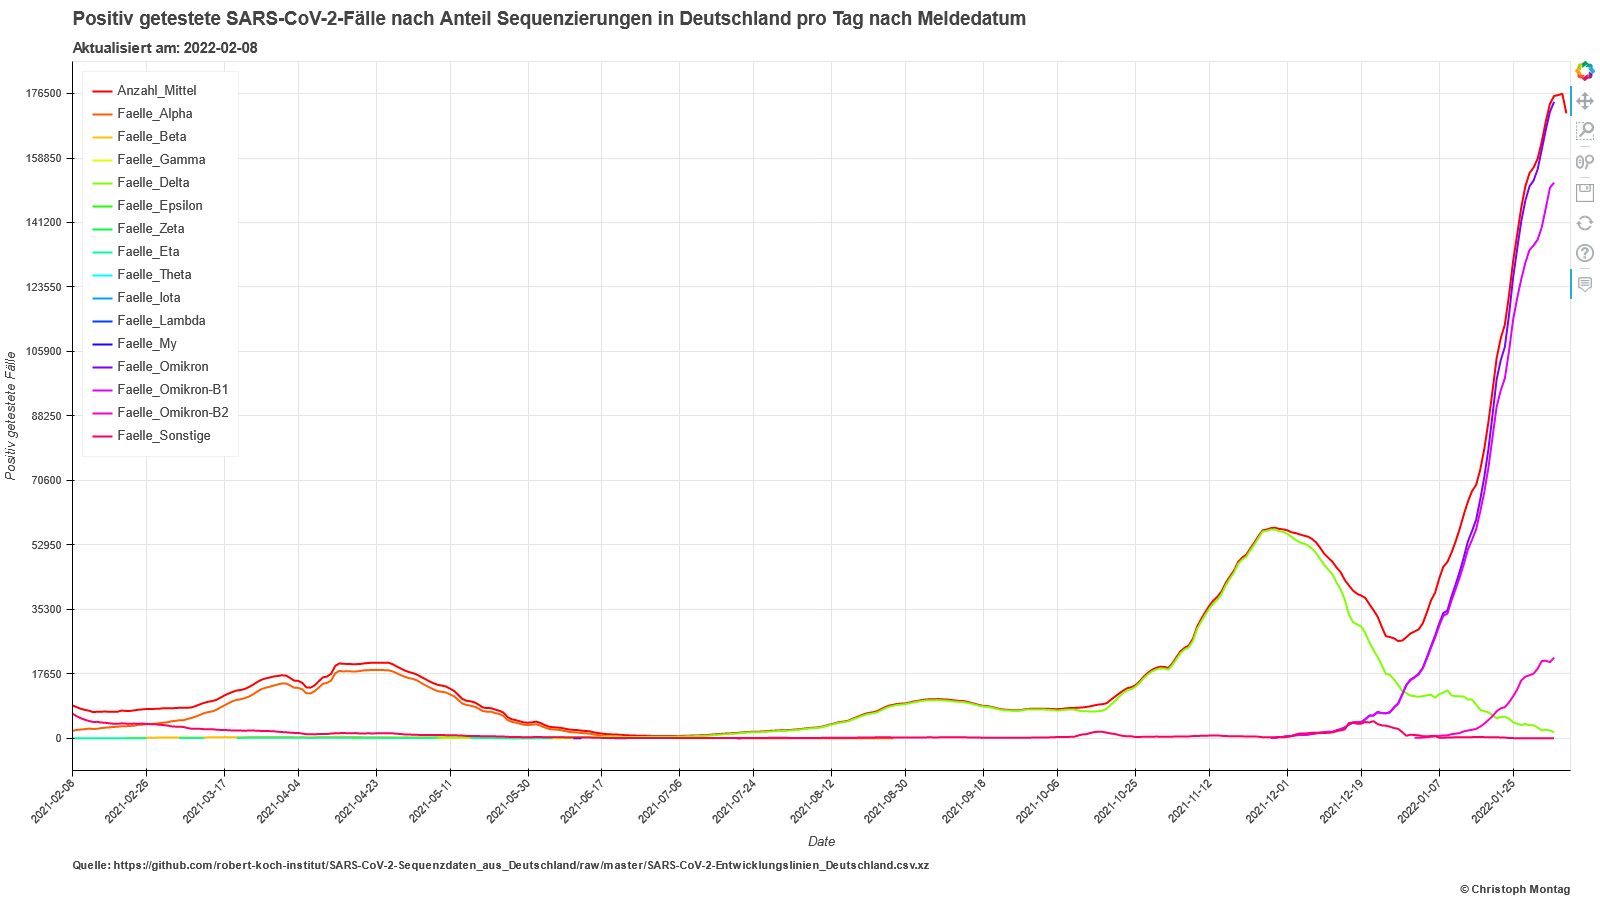 Positiv getestete SARS-CoV-2-Fälle nach Anteil Sequenzierungen in Deutschland pro Tag nach Meldedatum
Aktualisiert am: 2022-02-08
Anzahl_Mittel
Faelle_Alpha
Faelle_Beta
Faelle_Gamma
Faelle_Delta
Faelle_Epsilon
Faelle_Zeta
Faelle_Eta
Faelle_Theta
Faelle_Iota
Faelle_Lambda
Faelle_My
Faelle_Omikron
Faelle_Omikron-B1
Faelle_Omikron-B2
Faelle_Sonstige
Positiv getestete Fälle
176500
158850
141200
123550
105900
88250
70600
52950
35300
17650
0
2021-02-08
2021-02-26
2021-03-17
2021-04-04
2021-04-23
2021-05-11
2021-05-30
2021-06-17
2021-07-06
2021-07-24
2021-08-12
2021-08-30
2021-09-18
2021-10-06
2021-10-25
2021-11-12
2021-12-01
2021-12-19
2022-01-07
2022-01-25
Date
Quelle: https://github.com/robert-koch-institut/SARS-CoV-2-Sequenzdaten_aus_Deutschland/raw/master/SARS-CoV-2-Entwicklungslinien_Deutschland.csv.xz
© Christoph Montag